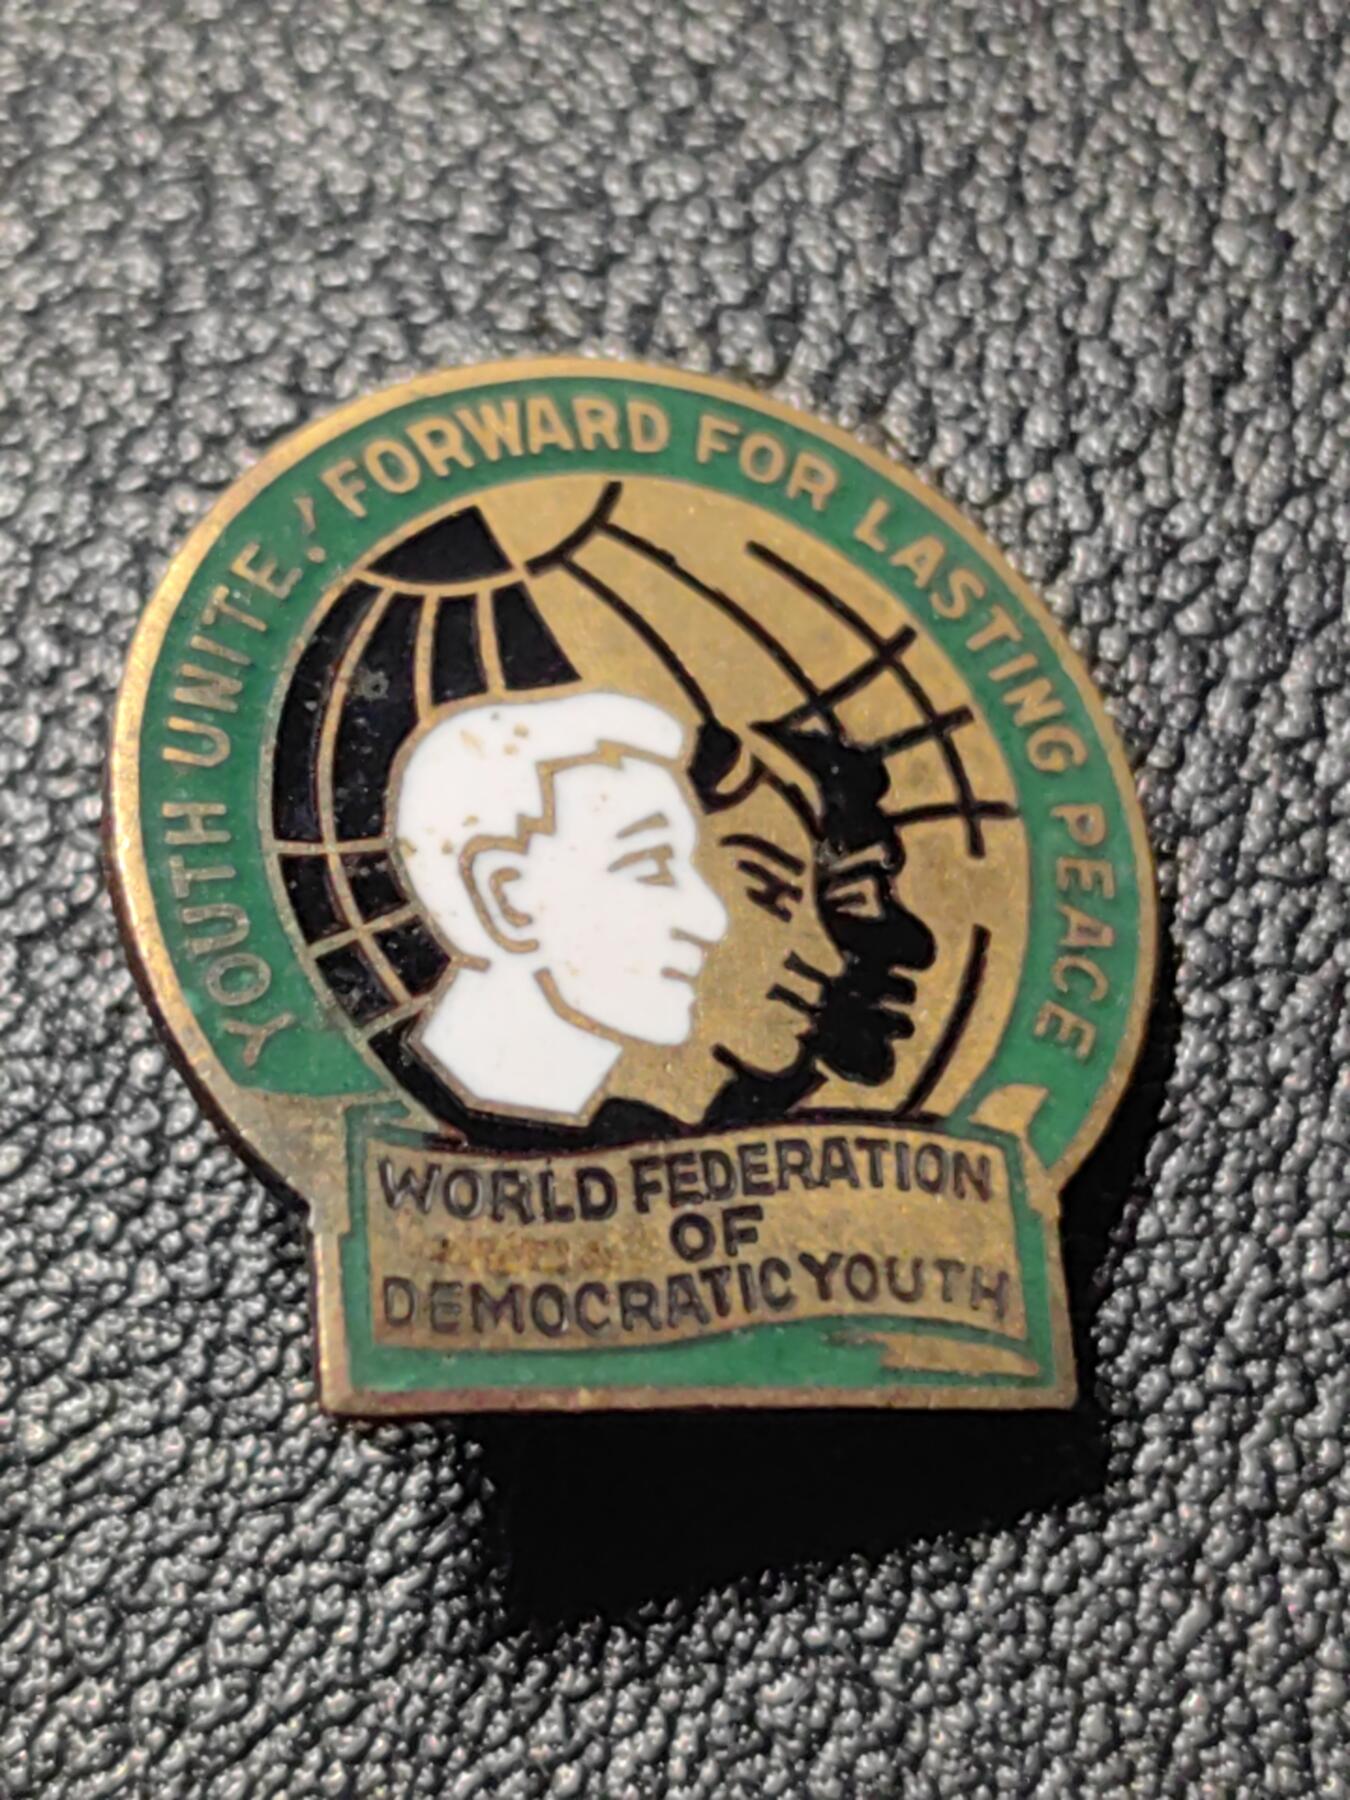 YOUTH UNITE! FORWARD FOR LASTING PEACE
WORLD FEDERATION
OF
DEMOCRATIC YOUTH